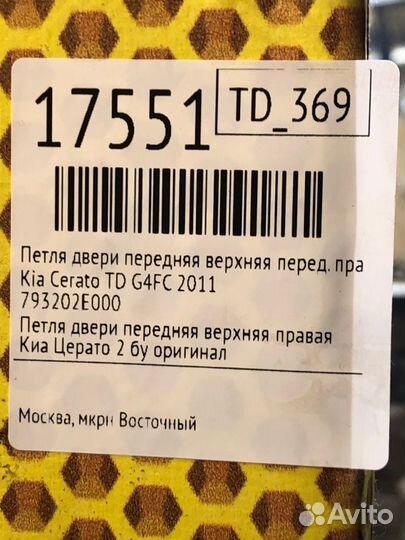 17551
TD_369
Петля двери передняя верхняя перед. пра
Kia Cerato TD G4FC 2011
793202E000
Петля двери передняя верхняя правая
Киа Церато 2 бу оригинал
Москва, мкрн Восточный
Avito